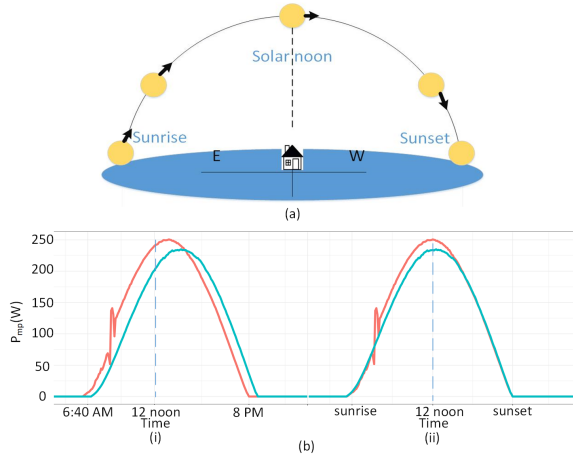 Solar noon
Sunrise
Sunset
E
W
(a)
P_mp(W)
250
200
150
100
50
0
6:40 AM
12 noon
8 PM
Time
(i)
sunrise
12 noon
sunset
Time
(ii)
(b)